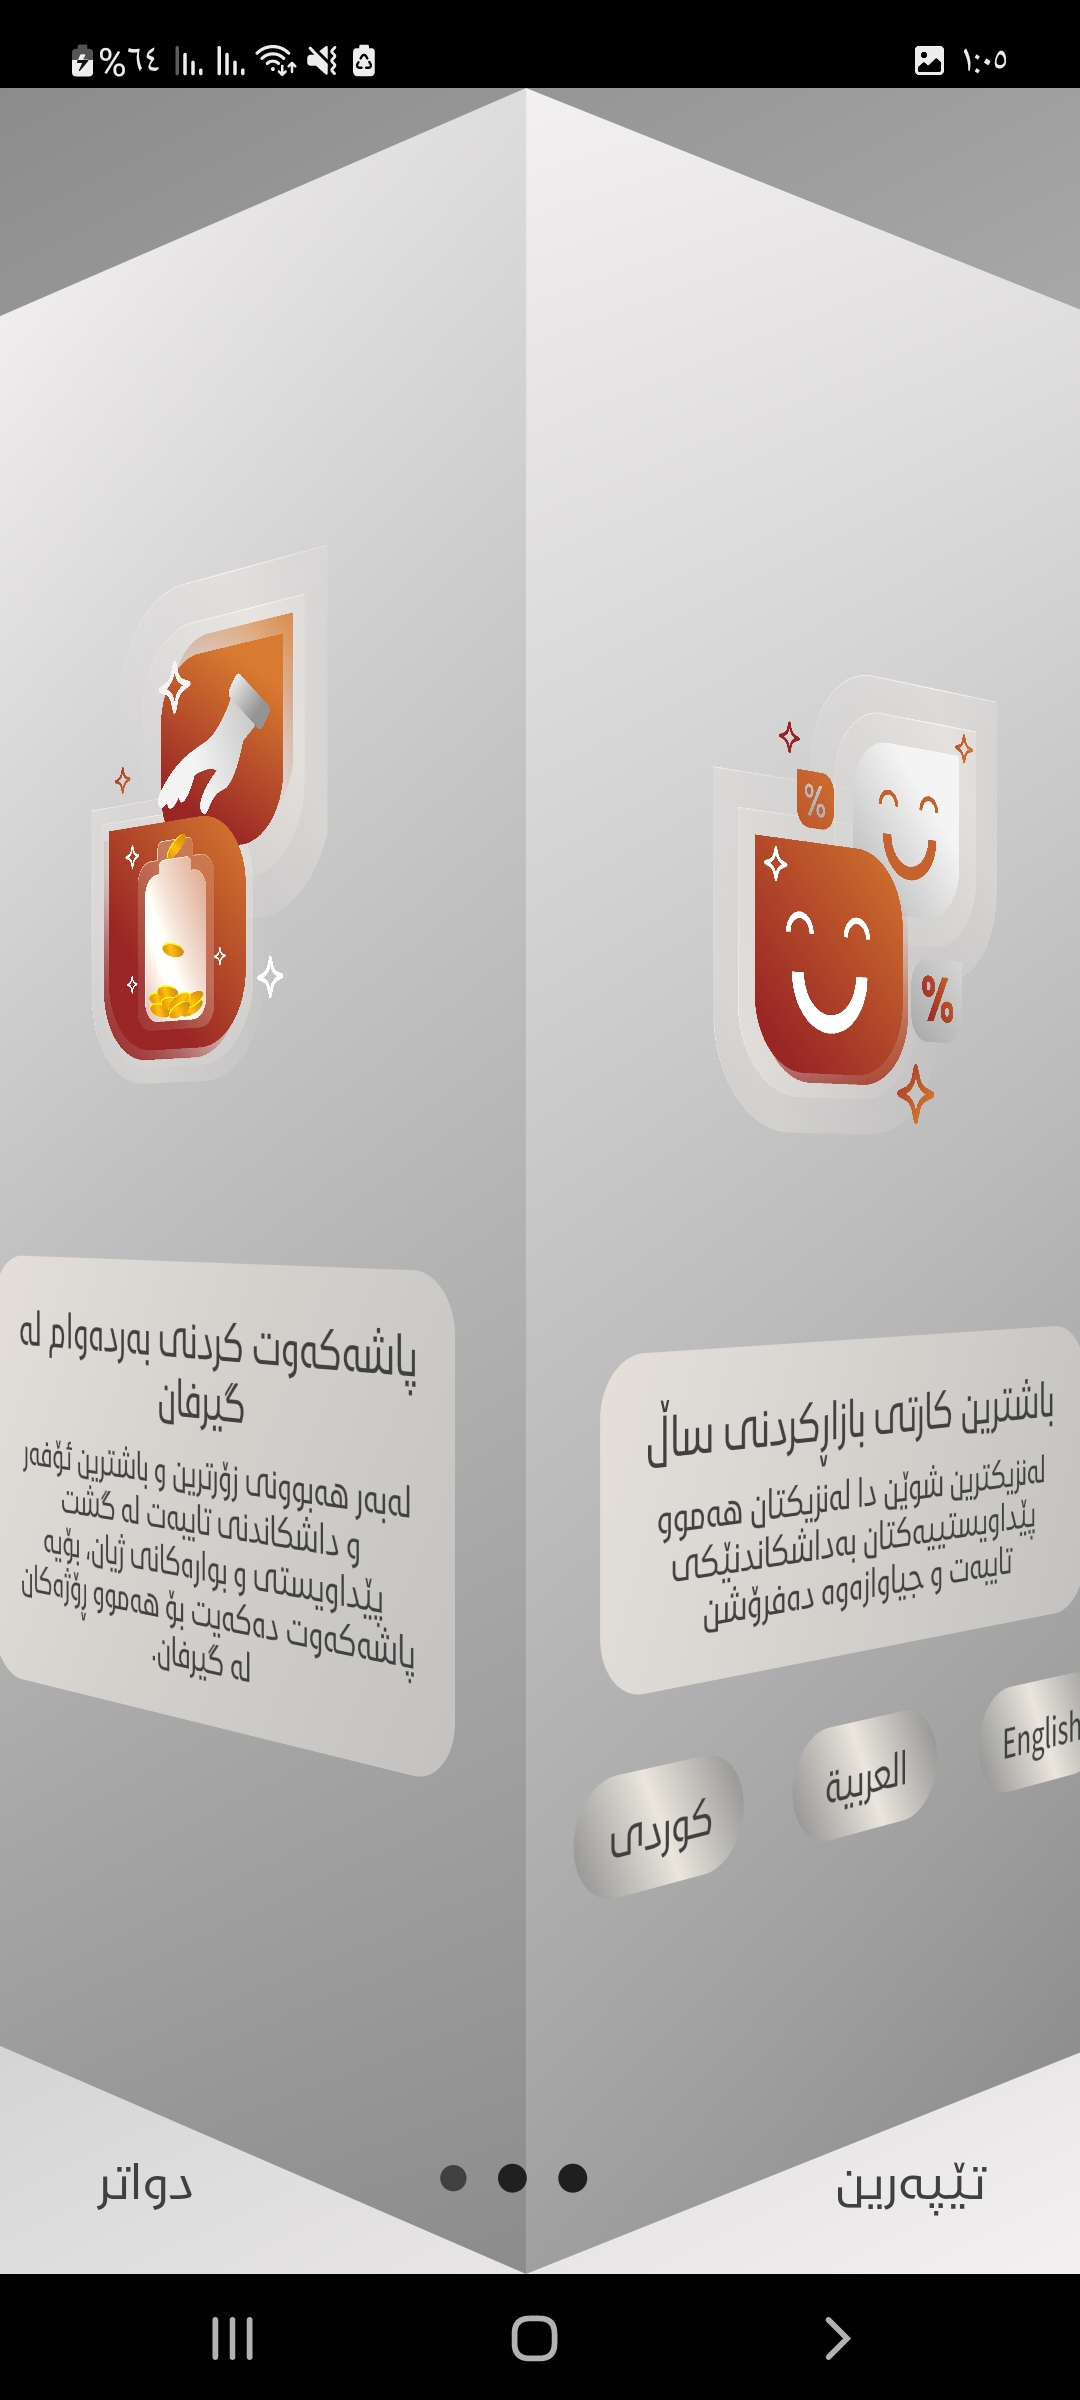 ١:٠٥
%٦٤
%
%
باشترین کارتی بازاڕکردنی ساڵ
لەنزیکترین شوێن دا لەنزیکتان هەموو
پێداویستییەکتان بەداشکاندنێکی
تایبەت و جیاوازەوە دەفرۆشن
English
العربية
کوردی
پاشەکەوت کردنی بەردەوام لە
گیرفان
لەبەر هەبوونی زۆرترین و باشترین ئۆفەر
و داشکاندنی تایبەت لە گشت
پێداویستی و بوارەکانی ژیان، بۆیە
پاشەکەوت دەکەیت بۆ هەموو ڕۆژەکان
لە گیرفان.
تێپەرین
دواتر